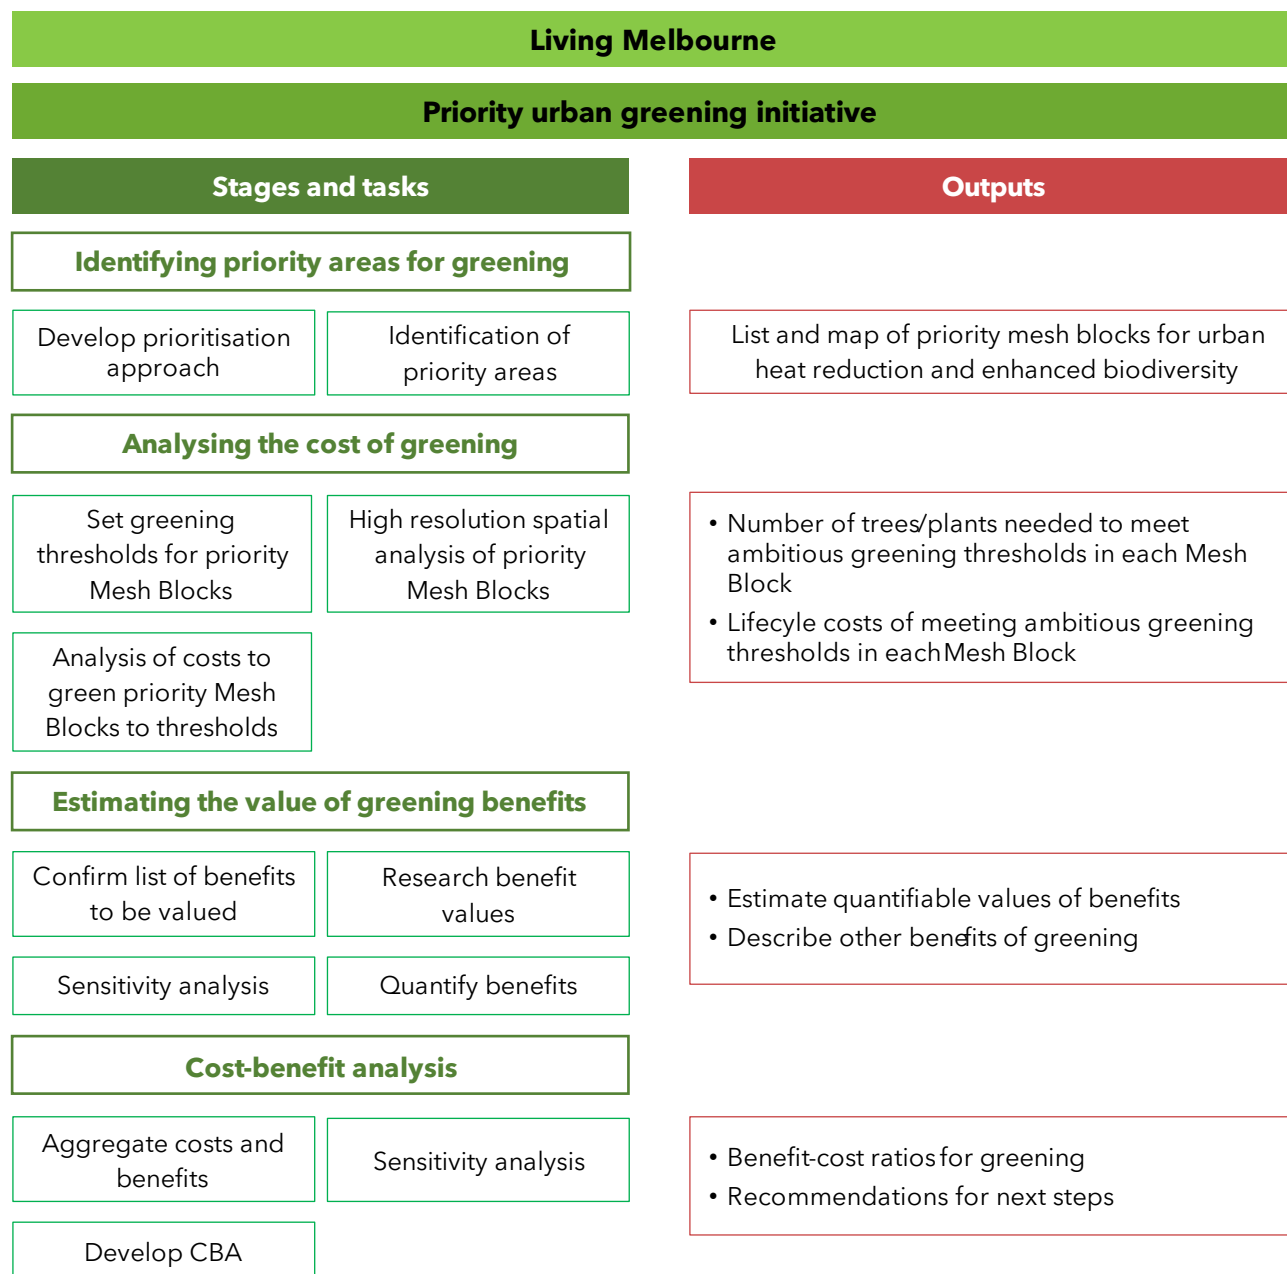 Living Melbourne
Priority urban greening initiative
Stages and tasks
Outputs
Identifying priority areas for greening
Develop prioritisation
approach
Identification of
priority areas
List and map of priority mesh blocks for urban
heat reduction and enhanced biodiversity
Analysing the cost of greening
Set greening
thresholds for priority
Mesh Blocks
High resolution spatial
analysis of priority
Mesh Blocks
• Number of trees/plants needed to meet
ambitious greening thresholds in each Mesh
Block
• Lifecyle costs of meeting ambitious greening
thresholds in each Mesh Block
Analysis of costs to
green priority Mesh
Blocks to thresholds
Estimating the value of greening benefits
Confirm list of benefits
to be valued
Research benefit
values
• Estimate quantifiable values of benefits
• Describe other benefits of greening
Sensitivity analysis
Quantify benefits
Cost-benefit analysis
Aggregate costs and
benefits
Sensitivity analysis
• Benefit-cost ratios for greening
• Recommendations for next steps
Develop CBA